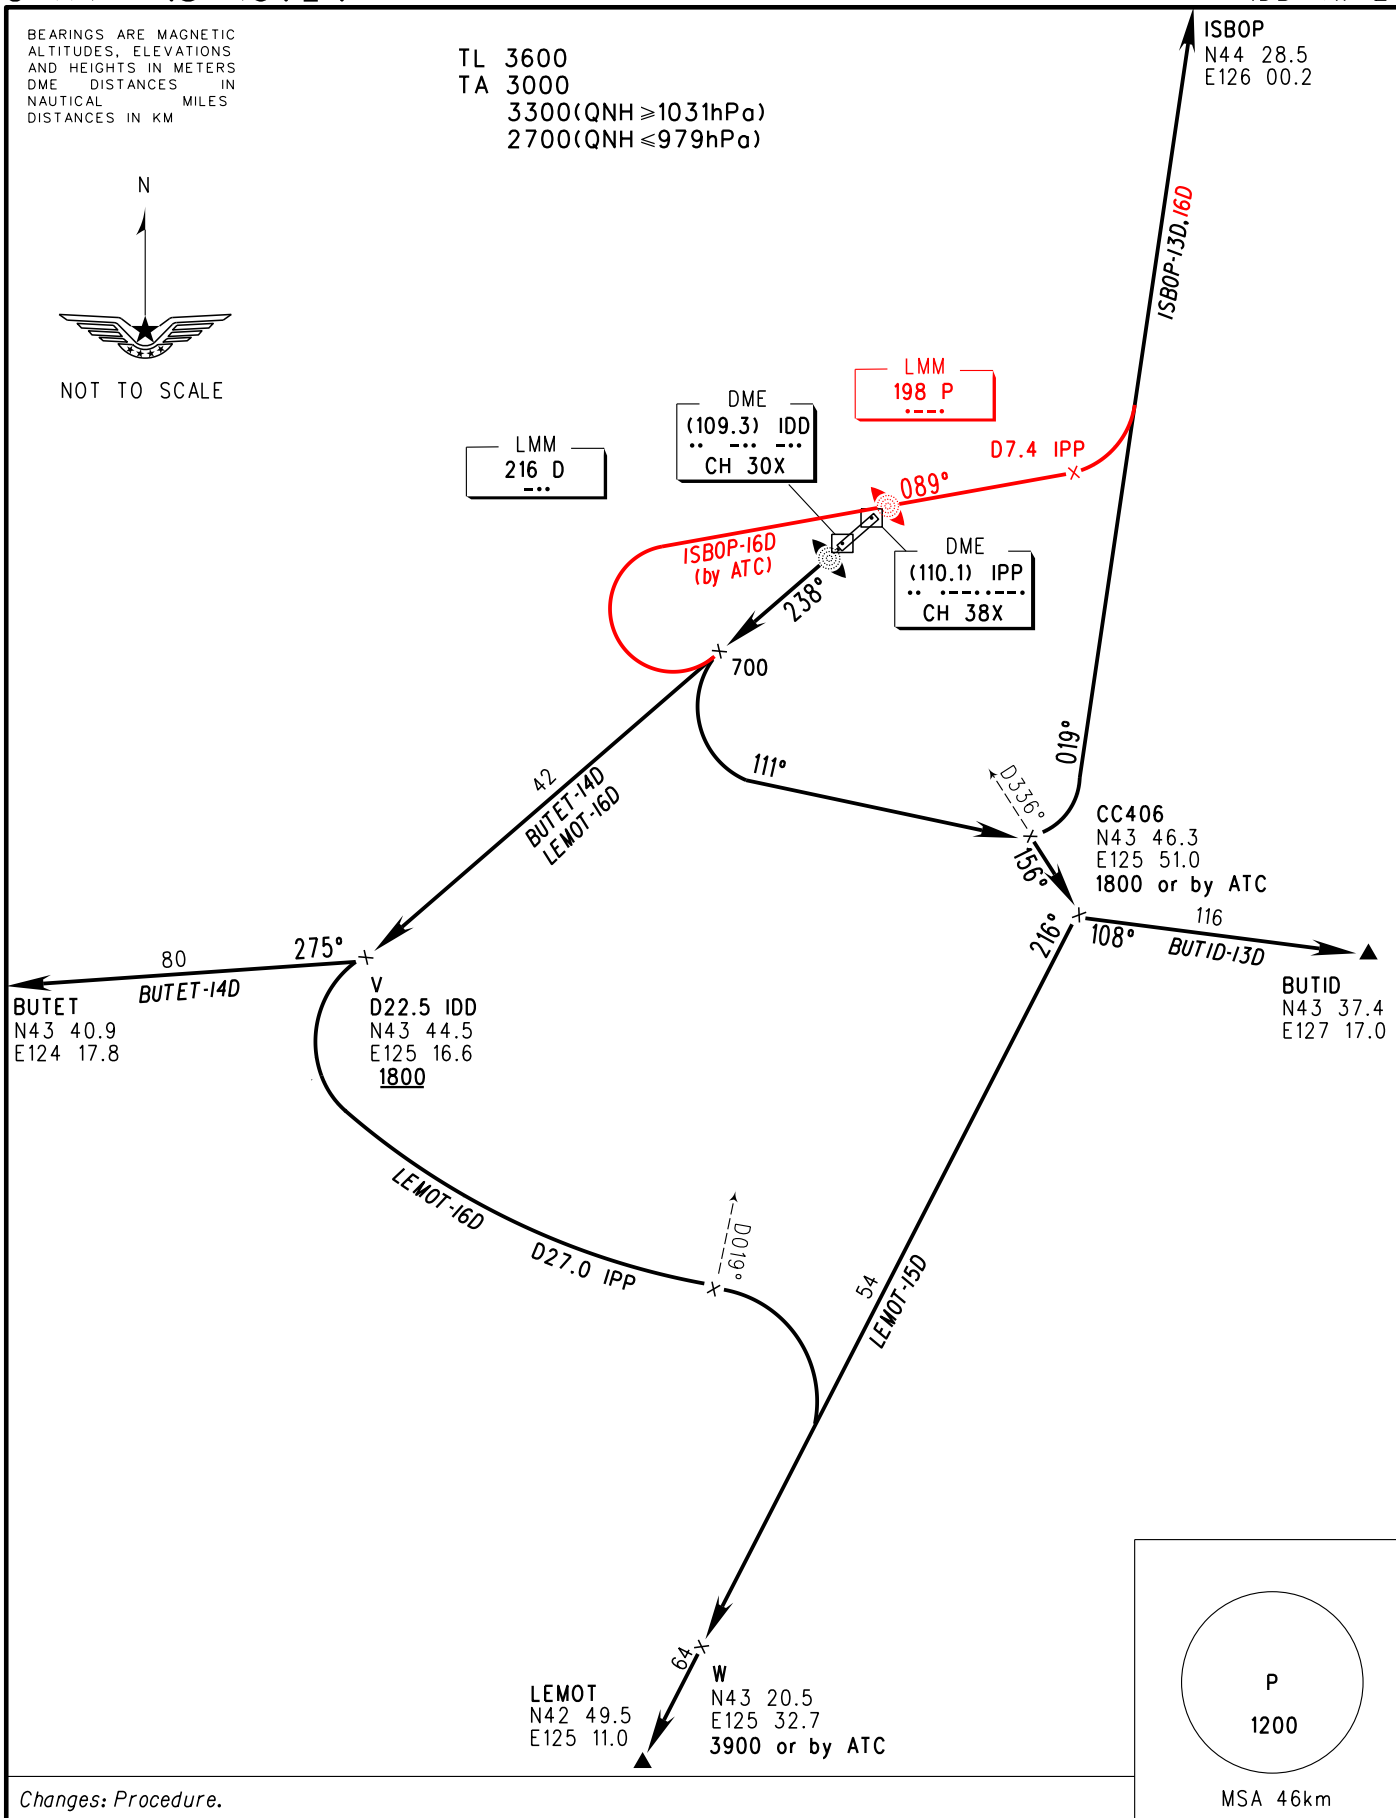 BEARINGS ARE MAGNETIC
ALTITUDES, ELEVATIONS
AND HEIGHTS IN METERS
DME DISTANCES IN
NAUTICAL MILES
DISTANCES IN KM
TL 3600
TA 3000
3300(QNH≥1031hPa)
2700(QNH≤979hPa)
ISBOP
N44 28.5
E126 00.2
N
NOT TO SCALE
ISBOP-13D,16D
LMM
198 P
DME
(109.3) IDD
CH 30X
LMM
216 D
D7.4 IPP
089°
ISBOP-16D
(by ATC)
DME
(110.1) IPP
CH 38X
238°
700
019°
111°
D336°
42
BUTET-14D
LEMOT-16D
CC406
N43 46.3
E125 51.0
1800 or by ATC
156°
216°
108°
116
BUTID-13D
BUTID
N43 37.4
E127 17.0
275°
80
BUTET-14D
BUTET
N43 40.9
E124 17.8
V
D22.5 IDD
N43 44.5
E125 16.6
1800
LEMOT-16D
D27.0 IPP
D019°
54
LEMOT-15D
64
W
N43 20.5
E125 32.7
3900 or by ATC
LEMOT
N42 49.5
E125 11.0
P
1200
MSA 46km
Changes: Procedure.